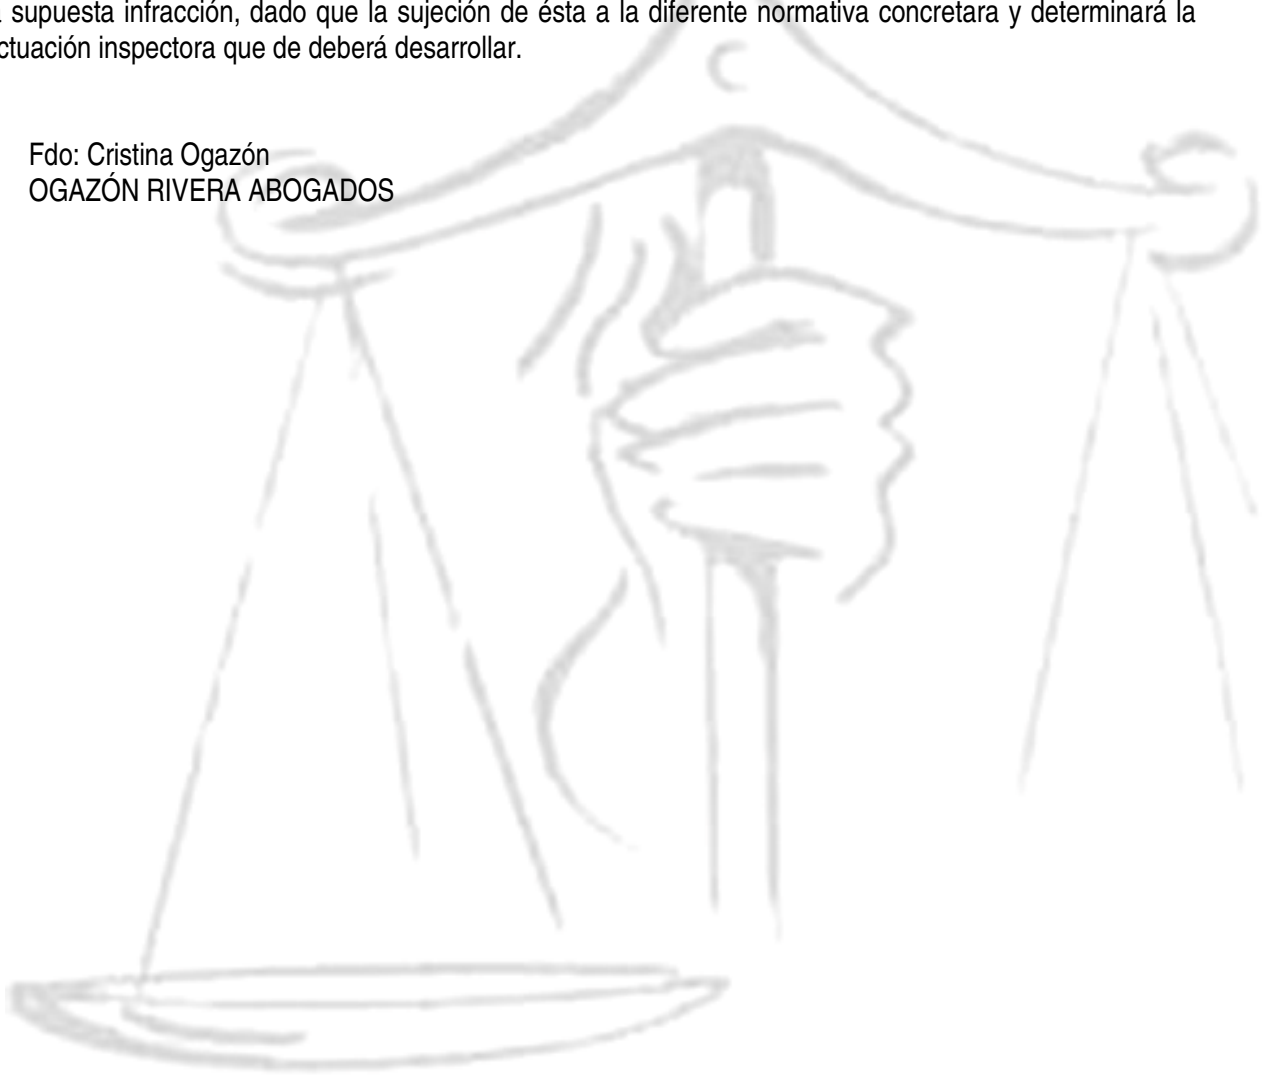 supuesta infracción, dado que la sujeción de ésta a la diferente normativa concretara y determinará la
ctuación inspectora que de deberá desarrollar.
Fdo: Cristina Ogazón
OGAZÓN RIVERA ABOGADOS